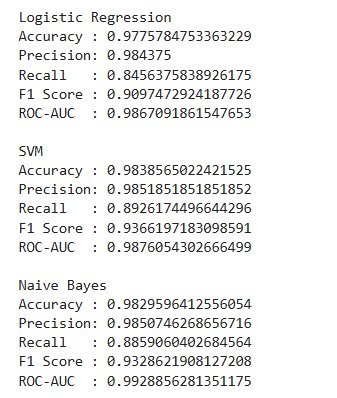 Logistic Regression
Accuracy : 0.9775784753363229
Precision: 0.984375
Recall   : 0.8456375838926175
F1 Score : 0.9097472924187726
ROC-AUC  : 0.9867091861547653

SVM
Accuracy : 0.9838565022421525
Precision: 0.9851851851851852
Recall   : 0.8926174496644296
F1 Score : 0.9366197183098591
ROC-AUC  : 0.9876054302666499

Naive Bayes
Accuracy : 0.9829596412556054
Precision: 0.9850746268656716
Recall   : 0.8859060402684564
F1 Score : 0.9328621908127208
ROC-AUC  : 0.9928856281351175